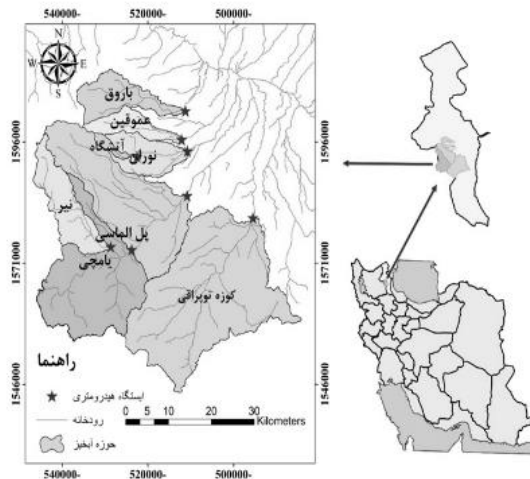 540000- 520000- 500000-
N
W E
S
باروق
عموقین
آتشگاه
نوران
نیر
پل الماسی
یامچی
کوزه توپراقی
1596000
1571000
1546000
1596000
1571000
1546000
راهنما
ایستگاه هیدرومتری
رودخانه
حوزه آبخیز
0 5 10 20 30
Kilometers
540000- 520000- 500000-